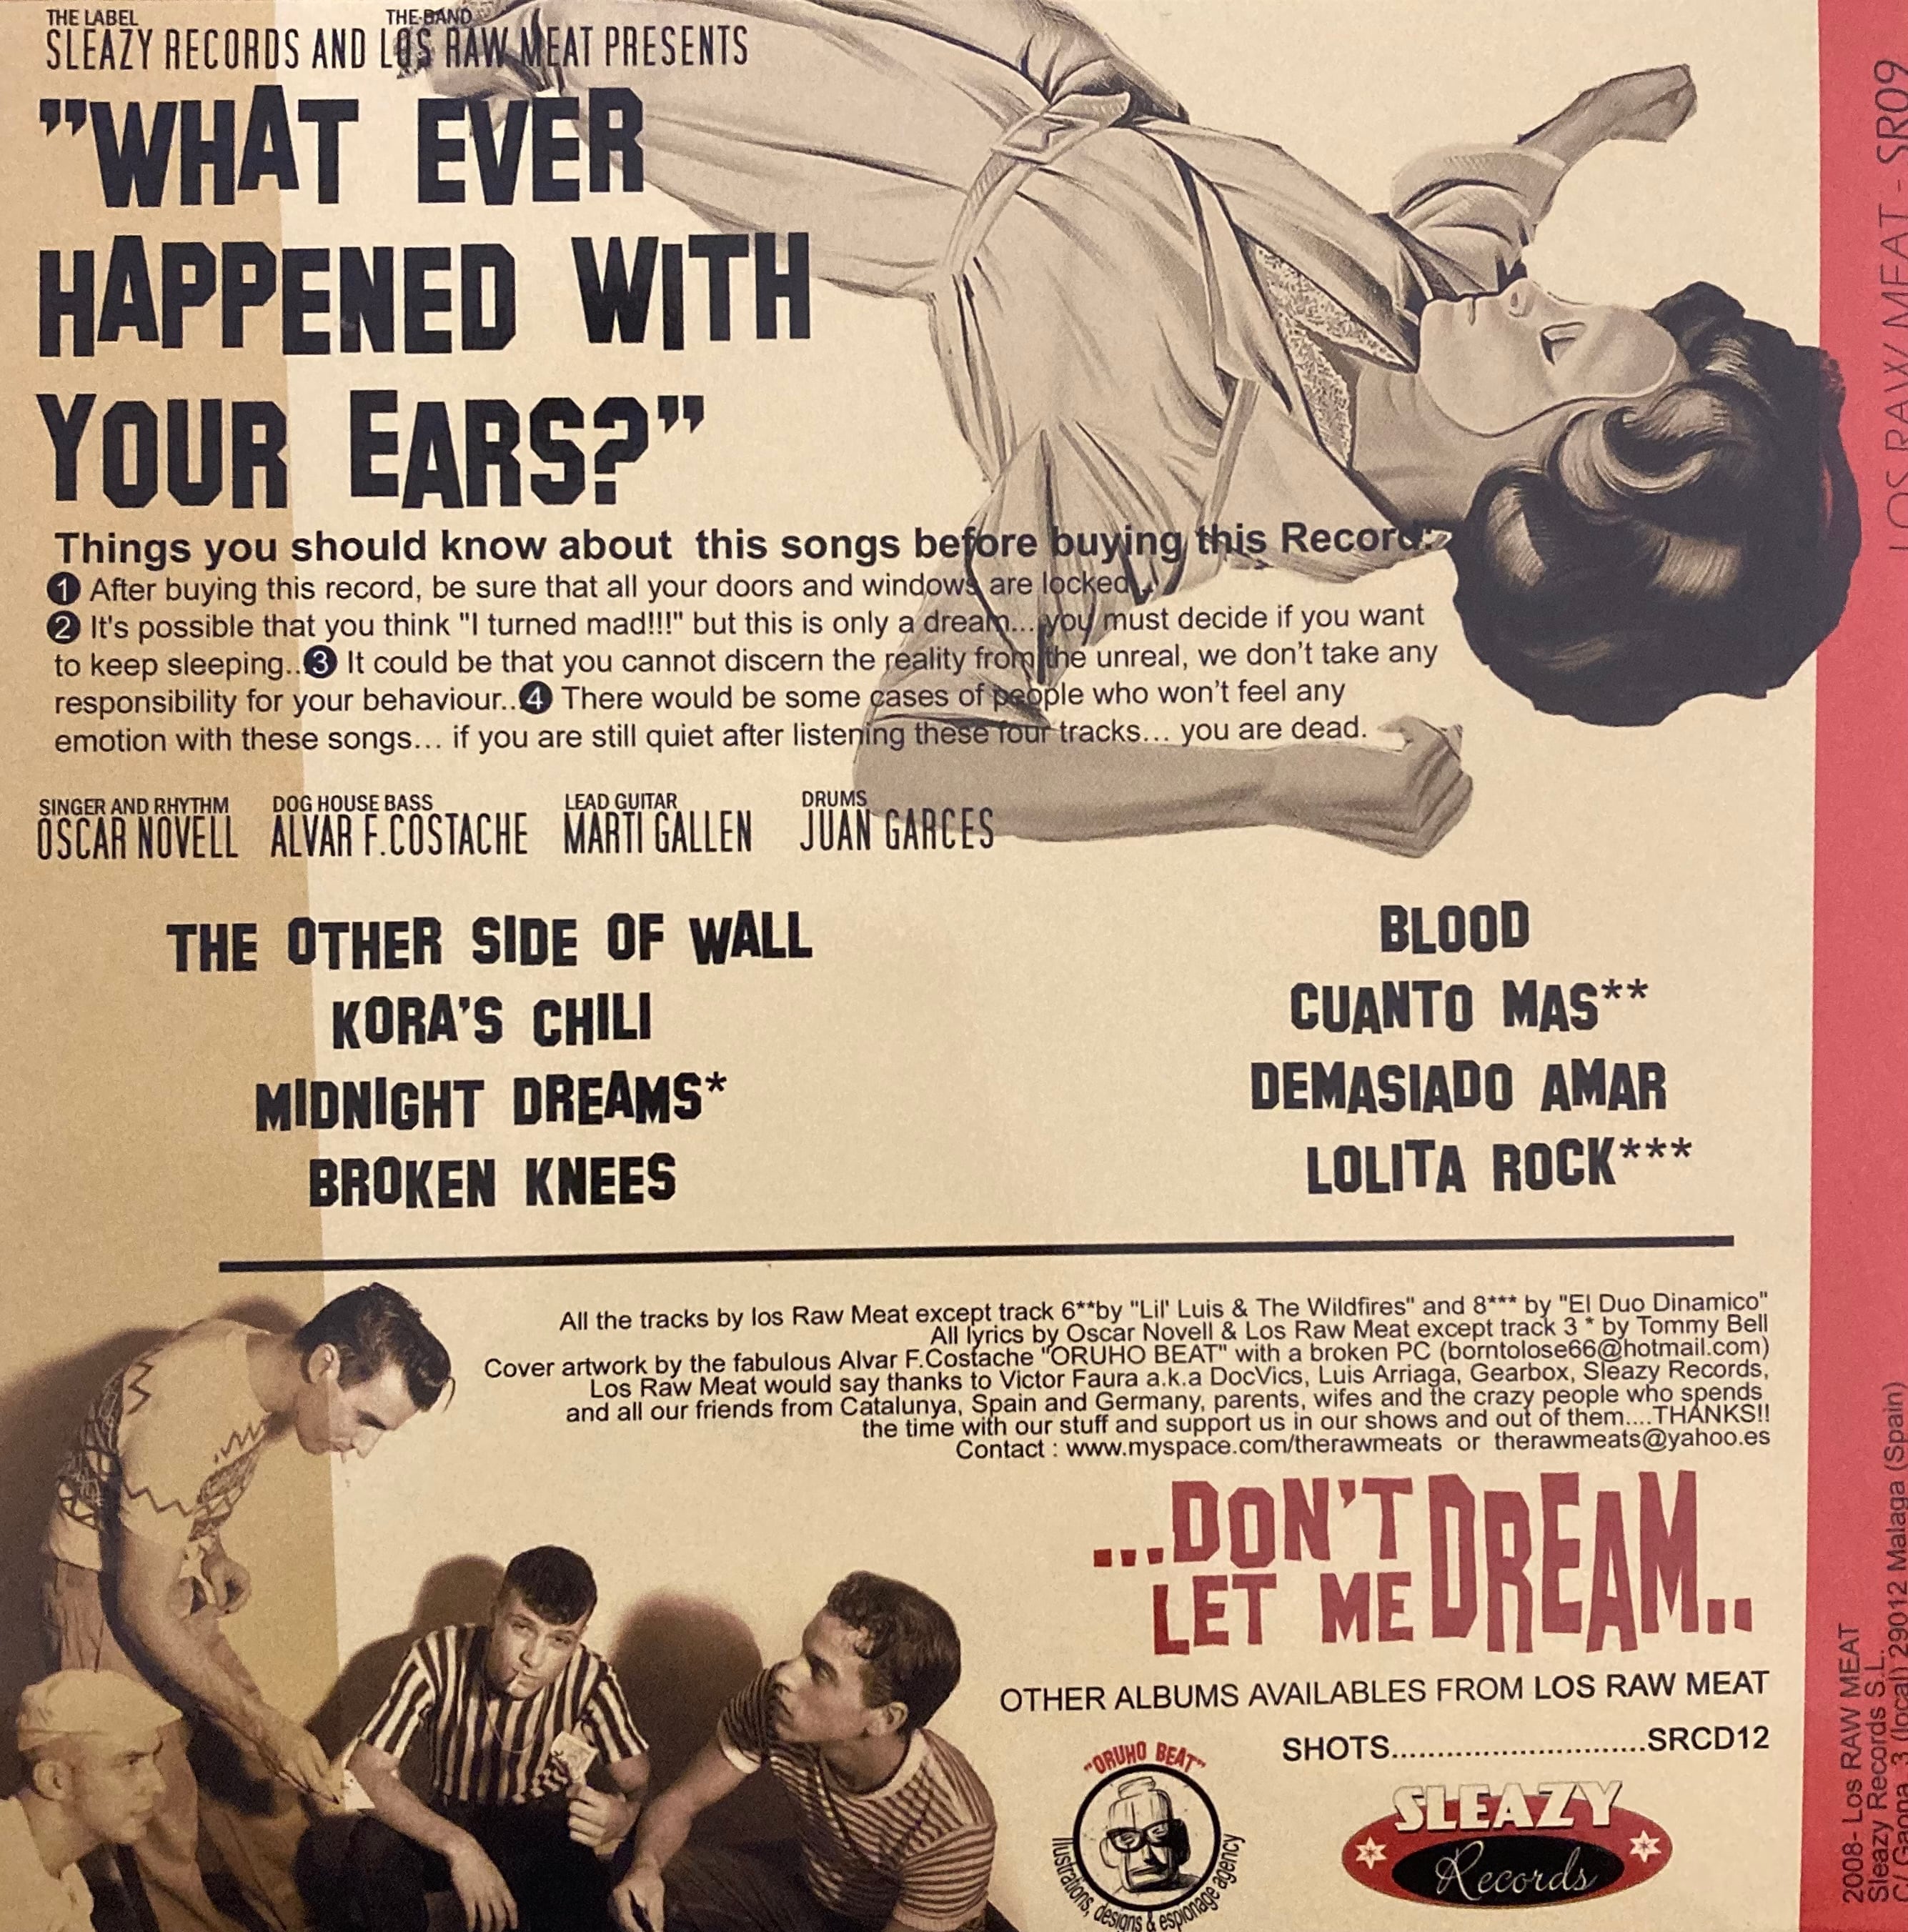 THE LABEL THE BAND
SLEAZY RECORDS AND LOS RAW MEAT PRESENTS
"WHAT EVER
HAPPENED WITH
YOUR EARS?"
Things you should know about this songs before buying this Record:
1 After buying this record, be sure that all your doors and windows are locked.
2 It's possible that you think "I turned mad!!!" but this is only a dream... you must decide if you want
to keep sleeping..3 It could be that you cannot discern the reality from the unreal, we don't take any
responsibility for your behaviour..4 There would be some cases of people who won't feel any
emotion with these songs... if you are still quiet after listening these four tracks... you are dead.
SINGER AND RHYTHM DOG HOUSE BASS LEAD GUITAR DRUMS
OSCAR NOVELL ALVAR F.COSTACHE MARTI GALLEN JUAN GARCES
THE OTHER SIDE OF WALL
KORA'S CHILI
MIDNIGHT DREAMS*
BROKEN KNEES
BLOOD
CUANTO MAS**
DEMASIADO AMAR
LOLITA ROCK***
All the tracks by los Raw Meat except track 6**by "Lil' Luis & The Wildfires" and 8*** by "El Duo Dinamico"
All lyrics by Oscar Novell & Los Raw Meat except track 3 * by Tommy Bell
Cover artwork by the fabulous Alvar F.Costache "ORUHO BEAT" with a broken PC (borntolose66@hotmail.com)
Los Raw Meat would say thanks to Victor Faura a.k.a DocVics, Luis Arriaga, Gearbox, Sleazy Records,
and all our friends from Catalunya, Spain and Germany, parents, wifes and the crazy people who spends
the time with our stuff and support us in our shows and out of them....THANKS!!
Contact : www.myspace.com/therawmeats or therawmeats@yahoo.es
...DON'T
LET ME DREAM..
OTHER ALBUMS AVAILABLES FROM LOS RAW MEAT
SHOTS............................SRCD12
"ORUHO BEAT"
Ilustrations, designs & espionage agency
SLEAZY
Records
LOS RAW MEAT - SR09
2008- Los RAW MEAT
Sleazy Records S.L.
C/ Gaona, 3 (local) 29012 Malaga (Spain)